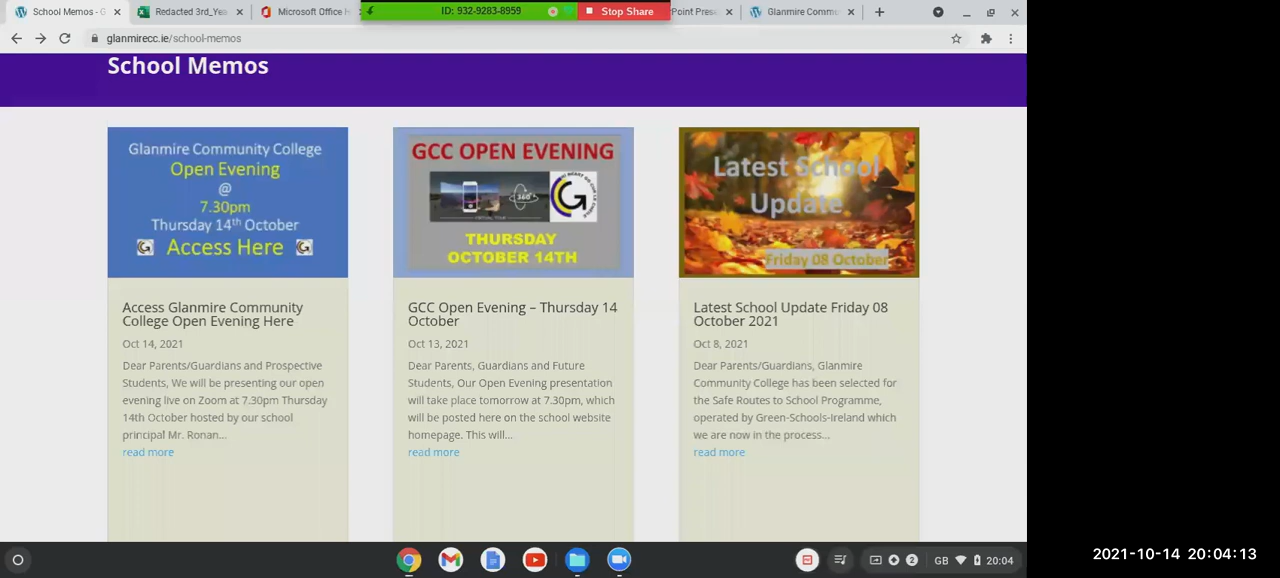 School Memos - G
Redacted 3rd_Yea
Microsoft Office H
ID: 932-9283-8959
Stop Share
Point Pres
Glanmire Commu
glanmirecc.ie/school-memos
School Memos
Glanmire Community College
Open Evening
@
7.30pm
Thursday 14th October
Access Here
Access Glanmire Community
College Open Evening Here
Oct 14, 2021
Dear Parents/Guardians and Prospective
Students, We will be presenting our open
evening live on Zoom at 7.30pm Thursday
14th October hosted by our school
principal Mr. Ronan...
read more
GCC OPEN EVENING
360°
VIRTUAL TOUR
THURSDAY
OCTOBER 14TH
GCC Open Evening – Thursday 14
October
Oct 13, 2021
Dear Parents, Guardians and Future
Students, Our Open Evening presentation
will take place tomorrow at 7.30pm, which
will be posted here on the school website
homepage. This will...
read more
Latest School
Update
Friday 08 October
Latest School Update Friday 08
October 2021
Oct 8, 2021
Dear Parents/Guardians, Glanmire
Community College has been selected for
the Safe Routes to School Programme,
operated by Green-Schools-Ireland which
we are now in the process...
read more
2
GB
20:04
2021-10-14 20:04:13